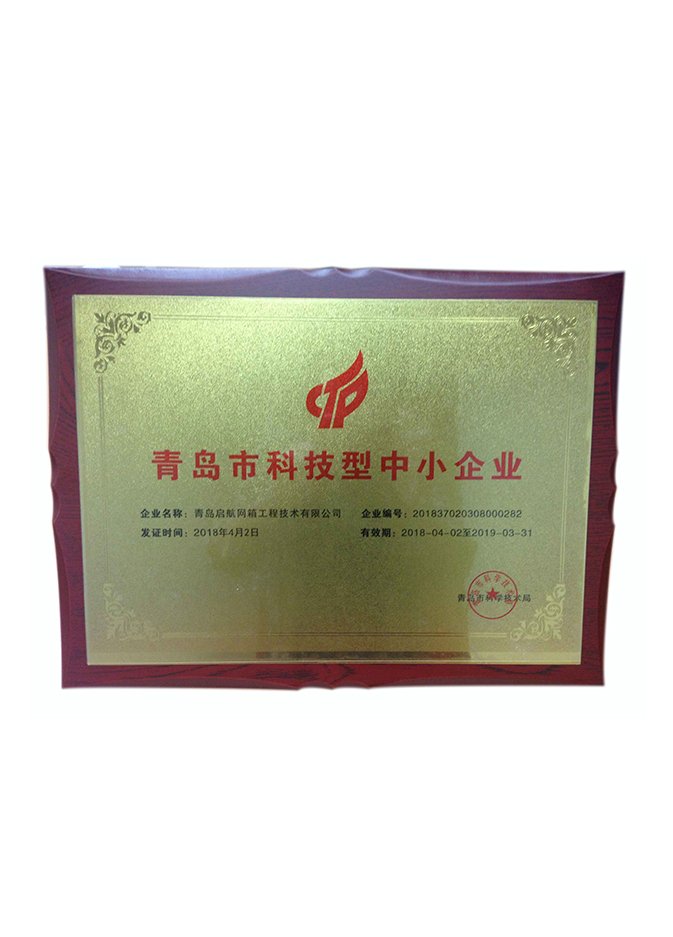 青岛市科技型中小企业
企业名称：青岛启航网箱工程技术有限公司 企业编号：201837020308000282
发证时间：2018年4月2日 有效期：2018-04-02至2019-03-31
青岛市科学技术局